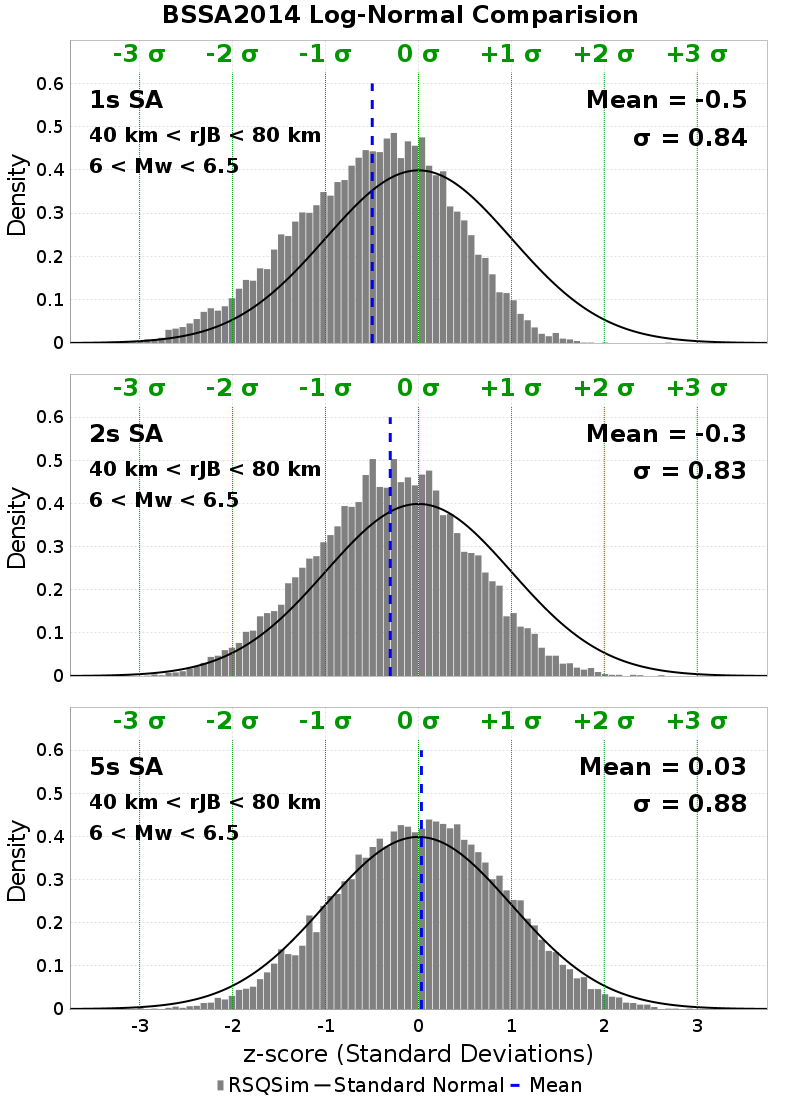 BSSA2014 Log-Normal Comparision
-3 σ -2 σ -1 σ 0 σ +1 σ +2 σ +3 σ
0.6
1s SA Mean = -0.5
0.5
40 km < rJB < 80 km σ = 0.84
6 < Mw < 6.5
0.4
0.3
0.2
0.1
0
Density
-3 σ -2 σ -1 σ 0 σ +1 σ +2 σ +3 σ
0.6
2s SA Mean = -0.3
0.5
40 km < rJB < 80 km σ = 0.83
6 < Mw < 6.5
0.4
0.3
0.2
0.1
0
Density
-3 σ -2 σ -1 σ 0 σ +1 σ +2 σ +3 σ
0.6
5s SA Mean = 0.03
0.5
40 km < rJB < 80 km σ = 0.88
6 < Mw < 6.5
0.4
0.3
0.2
0.1
0
Density
-3 -2 -1 0 1 2 3
z-score (Standard Deviations)
RSQSim Standard Normal Mean